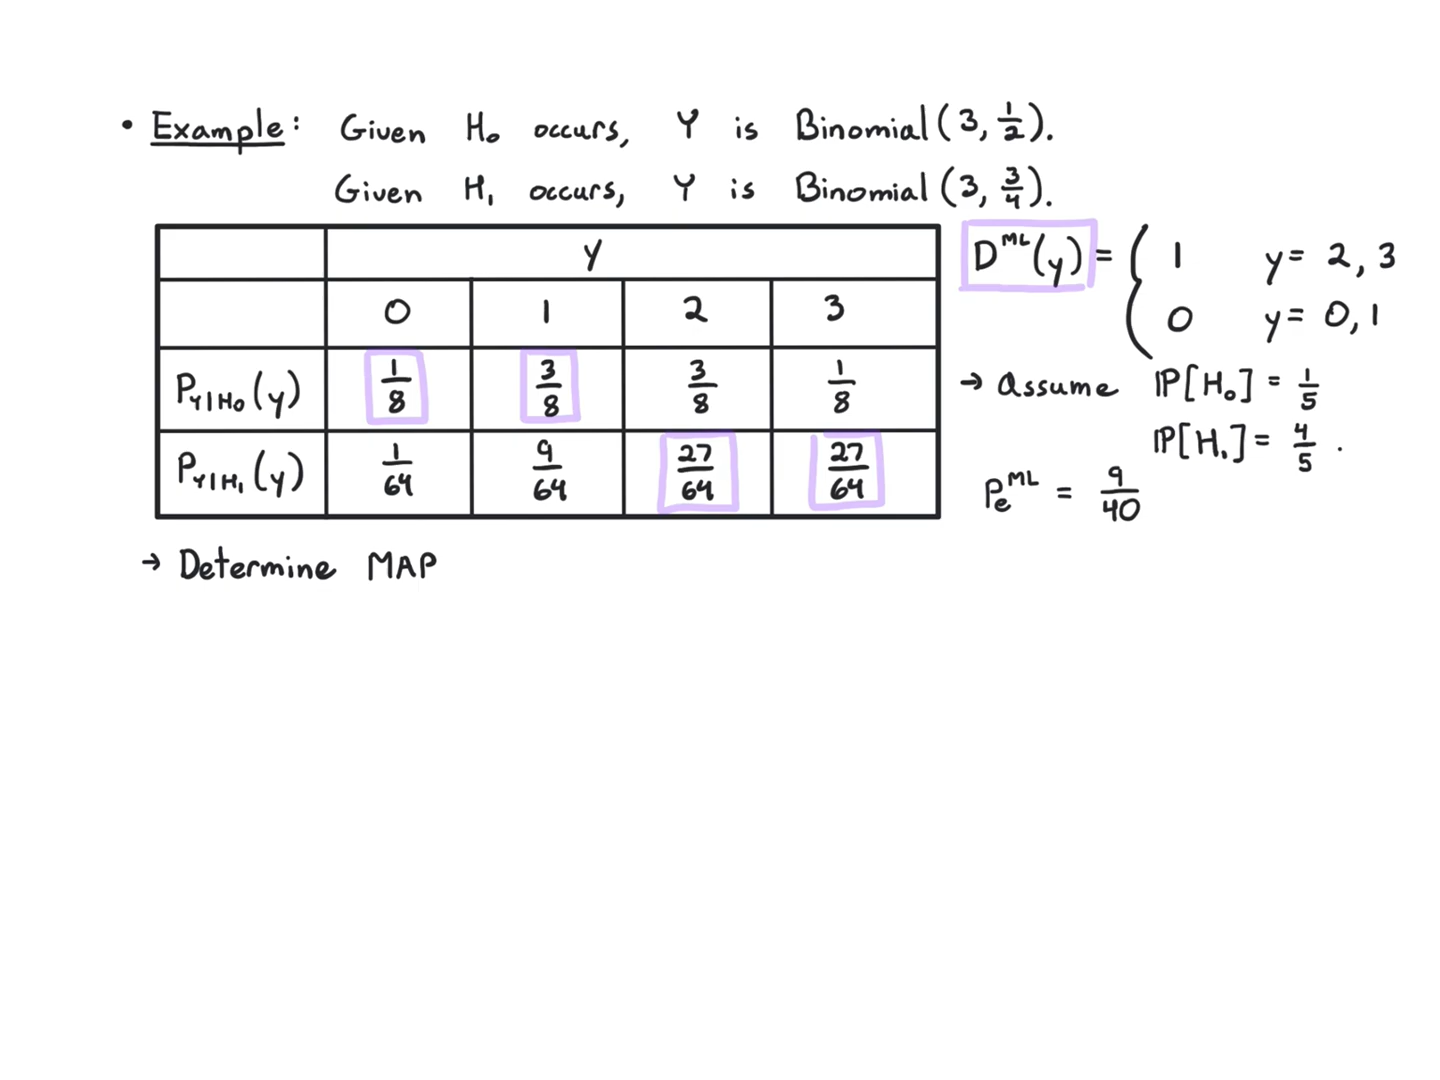 • Example: Given H₀ occurs, Y is Binomial(3, 1/2).
Given H₁ occurs, Y is Binomial(3, 3/4).
y
0 1 2 3
P_{Y|H₀}(y) 1/8 3/8 3/8 1/8
P_{Y|H₁}(y) 1/64 9/64 27/64 27/64
D^{ML}(y) = { 1 y = 2, 3
0 y = 0, 1
→ Assume ℙ[H₀] = 1/5
ℙ[H₁] = 4/5 .
P_e^{ML} = 9/40
→ Determine MAP